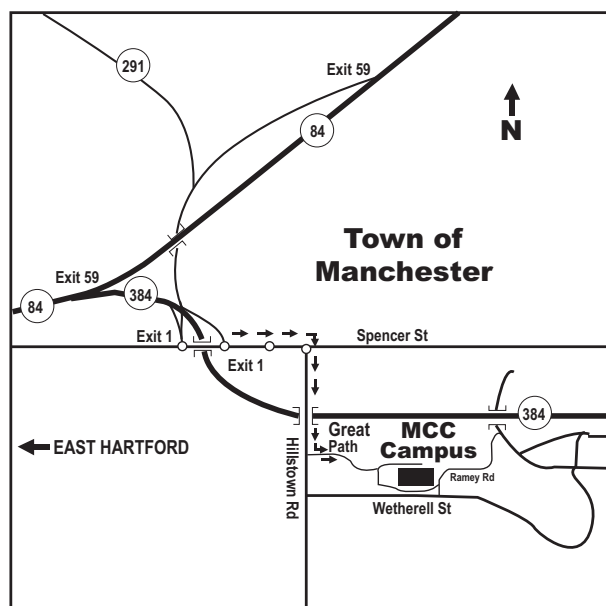 291
Exit 59
84
N
Town of
Manchester
Exit 59
84
384
Exit 1
Spencer St
Exit 1
384
EAST HARTFORD
Hillstown Rd
Great
Path
MCC
Campus
Ramey Rd
Wetherell St